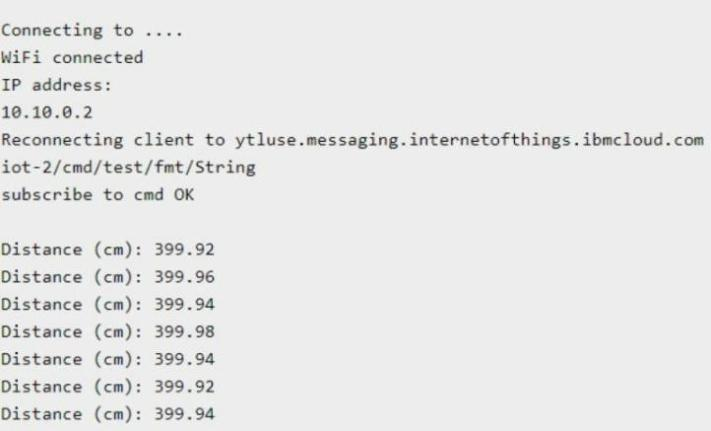 Connecting to ....
WiFi connected
IP address:
10.10.0.2
Reconnecting client to ytluse.messaging.internetofthings.ibmcloud.com
iot-2/cmd/test/fmt/String
subscribe to cmd OK
Distance (cm): 399.92
Distance (cm): 399.96
Distance (cm): 399.94
Distance (cm): 399.98
Distance (cm): 399.94
Distance (cm): 399.92
Distance (cm): 399.94